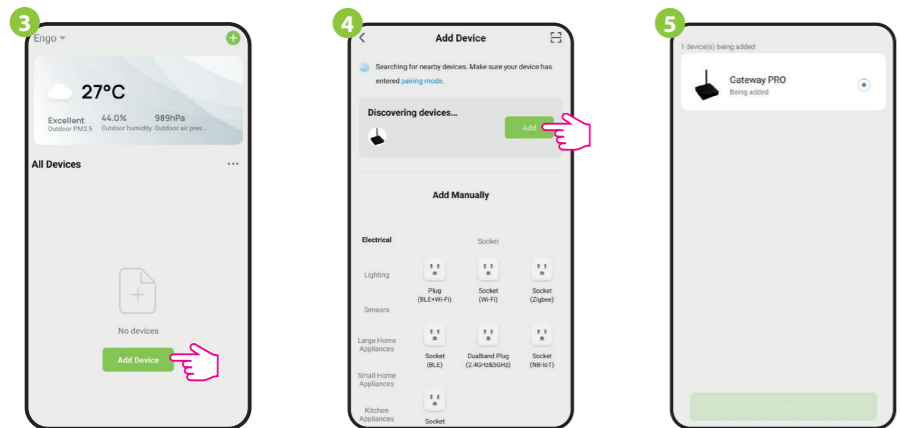 3
Engo
27°C
Excellent 44.0% 989hPa
Outdoor PM2.5 Outdoor humidity Outdoor air pres...
All Devices
No devices
Add Device
4
Add Device
Searching for nearby devices. Make sure your device has
entered pairing mode.
Discovering devices...
Add
Add Manually
Electrical
Socket
Lighting
Plug
(BLE+Wi-Fi)
Socket
(Wi-Fi)
Socket
(Zigbee)
Sensors
Large Home
Appliances
Socket
(BLE)
Dualband Plug
(2.4GHz&5GHz)
Socket
(NB-IoT)
Small Home
Appliances
Kitchen
Appliances
Socket
5
1 device(s) being added
Gateway PRO
Being added